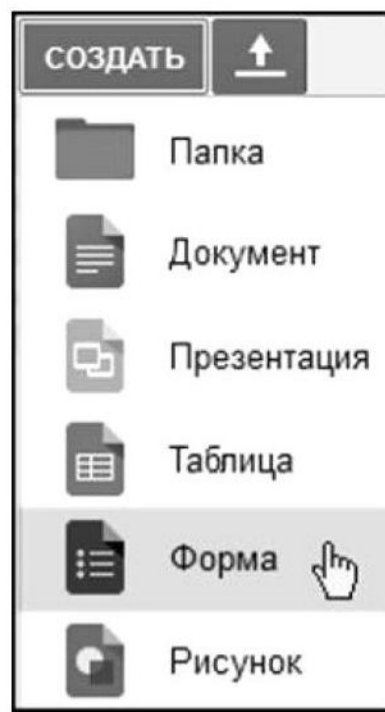 СОЗДАТЬ
Папка
Документ
Презентация
Таблица
Форма
Рисунок